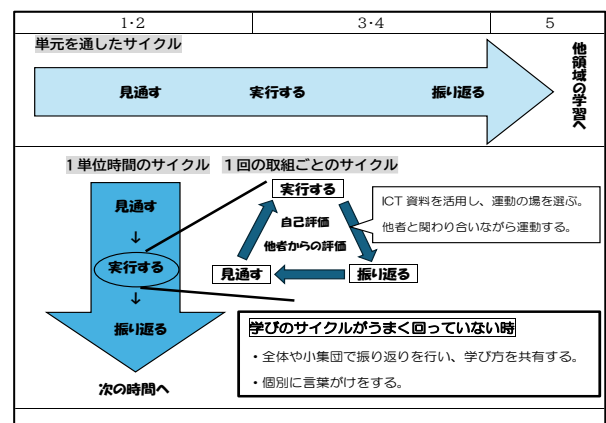 1・2
3・4
5
単元を通したサイクル
見通す
実行する
振り返る
他領域の学習へ
1単位時間のサイクル
1回の取組ごとのサイクル
見通す
↓
実行する
↓
振り返る
次の時間へ
実行する
自己評価
他者からの評価
見通す
振り返る
ICT 資料を活用し、運動の場を選ぶ。
他者と関わり合いながら運動する。
学びのサイクルがうまく回っていない時
・全体や小集団で振り返りを行い、学び方を共有する。
・個別に言葉がけをする。